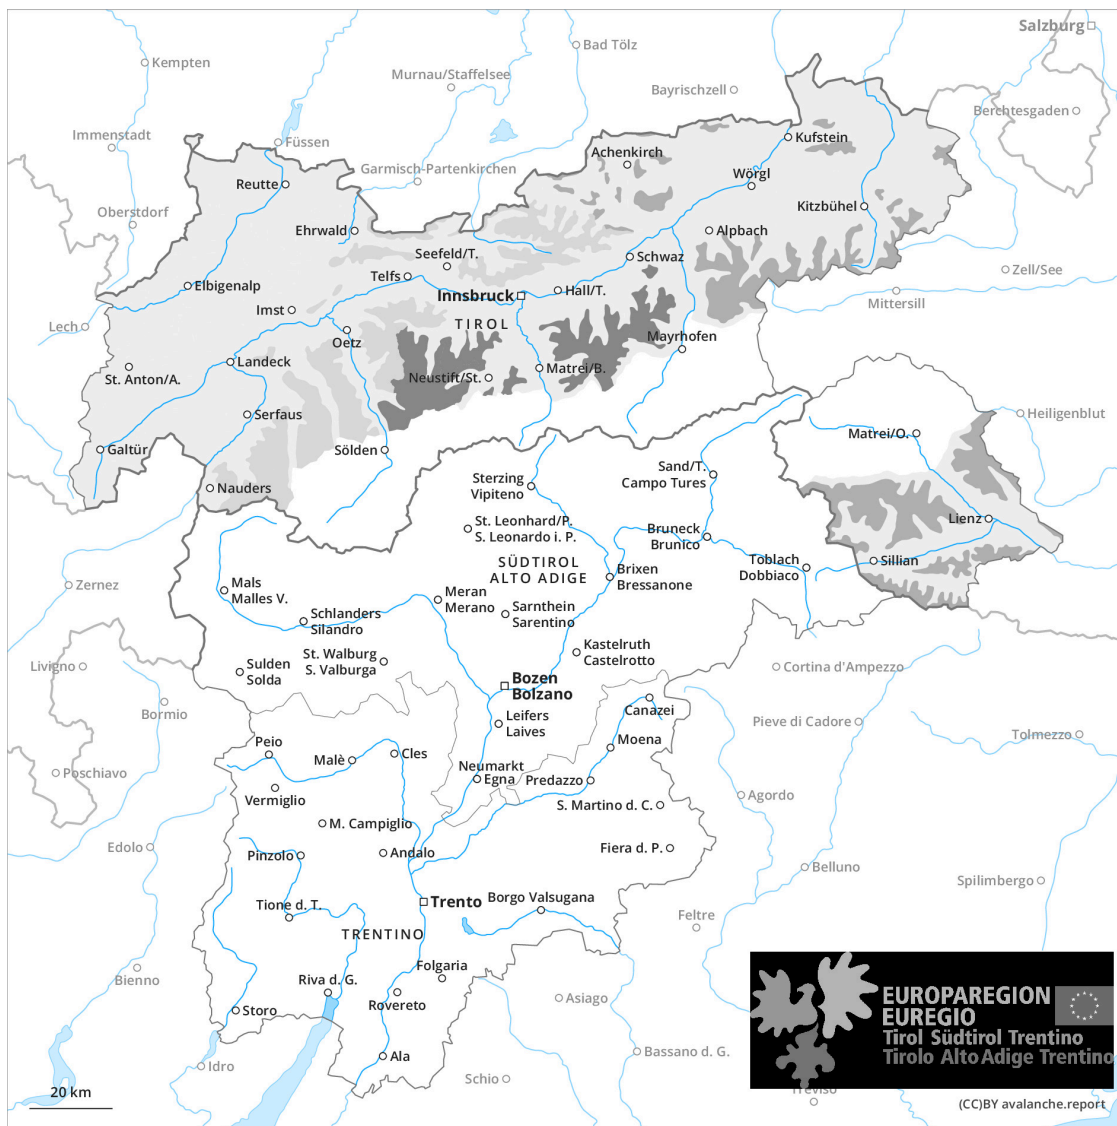 Salzburg
Kempten
Bad Tölz
Murnau/Staffelsee
Bayrischzell
Berchtesgaden
Immenstadt
Füssen
Kufstein
Achenkirch
Garmisch-Partenkirchen
Wörgl
Reutte
Oberstdorf
Kitzbühel
Ehrwald
Alpbach
Seefeld/T.
Schwaz
Telfs
Zell/See
Elbigenalp
Hall/T.
Innsbruck
Mittersill
Imst
TIROL
Lech
Mayrhofen
Oetz
Landeck
Matrei/B.
St. Anton/A.
Neustift/St.
Serfaus
Heiligenblut
Matrei/O.
Galtür
Sölden
Sand/T.
Campo Tures
Sterzing
Vipiteno
Nauders
St. Leonhard/P.
S. Leonardo i. P.
Lienz
Bruneck
Brunico
SÜDTIROL
ALTO ADIGE
Toblach
Dobbiaco
Sillian
Brixen
Bressanone
Zernez
Mals
Malles V.
Meran
Merano
Schlanders
Silandro
Sarnthein
Sarentino
Kastelruth
Castelrotto
St. Walburg
S. Valburga
Livigno
Sulden
Solda
Cortina d'Ampezzo
Bozen
Bolzano
Bormio
Canazei
Leifers
Laives
Pieve di Cadore
Tolmezzo
Moena
Peio
Cles
Malè
Neumarkt
Egna
Predazzo
Poschiavo
Vermiglio
Agordo
S. Martino d. C.
M. Campiglio
Edolo
Pinzolo
Andalo
Fiera d. P.
Belluno
Spilimbergo
Borgo Valsugana
Trento
Tione d. T.
Feltre
TRENTINO
Folgaria
Bienno
Riva d. G.
Rovereto
Asiago
Storo
EUROPAREGION
EUREGIO
Tirol Südtirol Trentino
Tirolo Alto Adige Trentino
Ala
Bassano d. G.
Idro
Schio
Treviso
20 km
(CC)BY avalanche.report